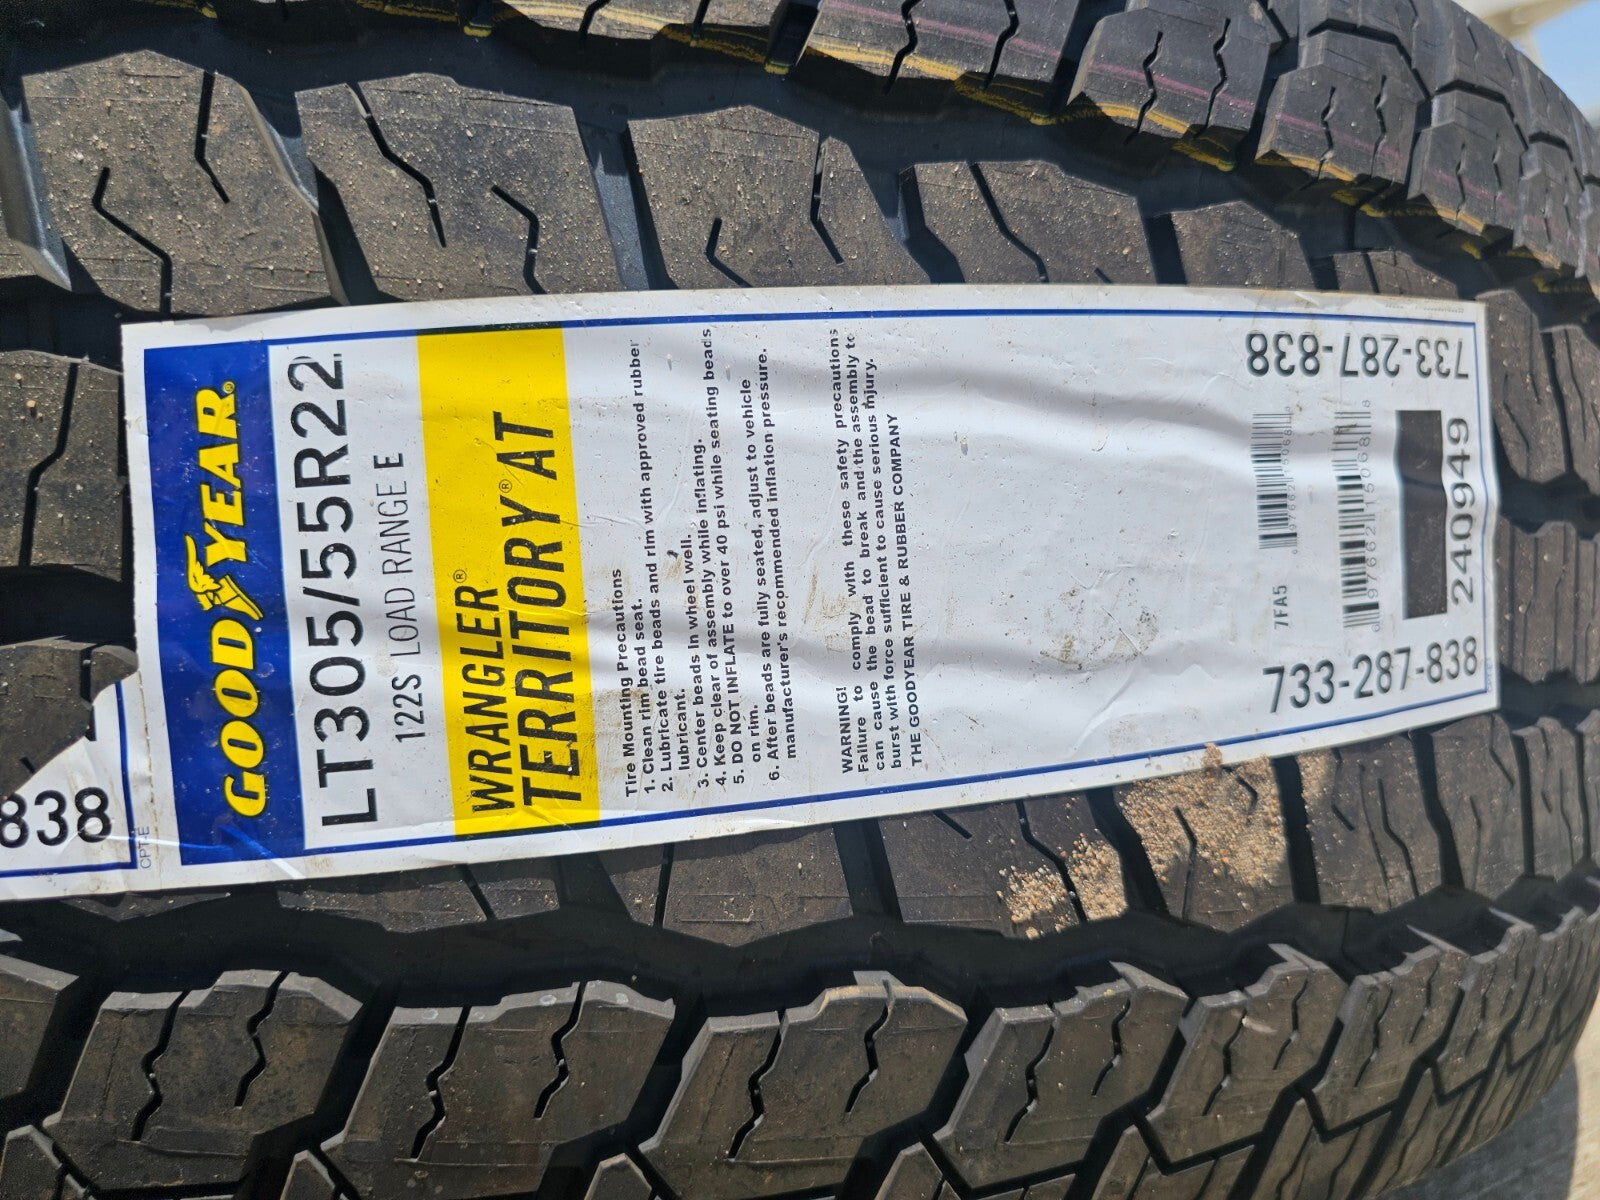 GOODYEAR®
LT305/55R22
122S LOAD RANGE E
WRANGLER®
TERRITORY® AT
Tire Mounting Precautions
1. Clean rim bead seat.
2. Lubricate tire beads and rim with approved rubber
lubricant.
3. Center beads in wheel well.
4. Keep clear of assembly while inflating.
5. DO NOT INFLATE to over 40 psi while seating beads
on rim.
6. After beads are fully seated, adjust to vehicle
manufacturer's recommended inflation pressure.
WARNING!
Failure to comply with these safety precautions
can cause the bead to break and the assembly to
burst with force sufficient to cause serious injury.
THE GOODYEAR TIRE & RUBBER COMPANY
7FA5
733-287-838
733-287-838
240949
838
CPT-E